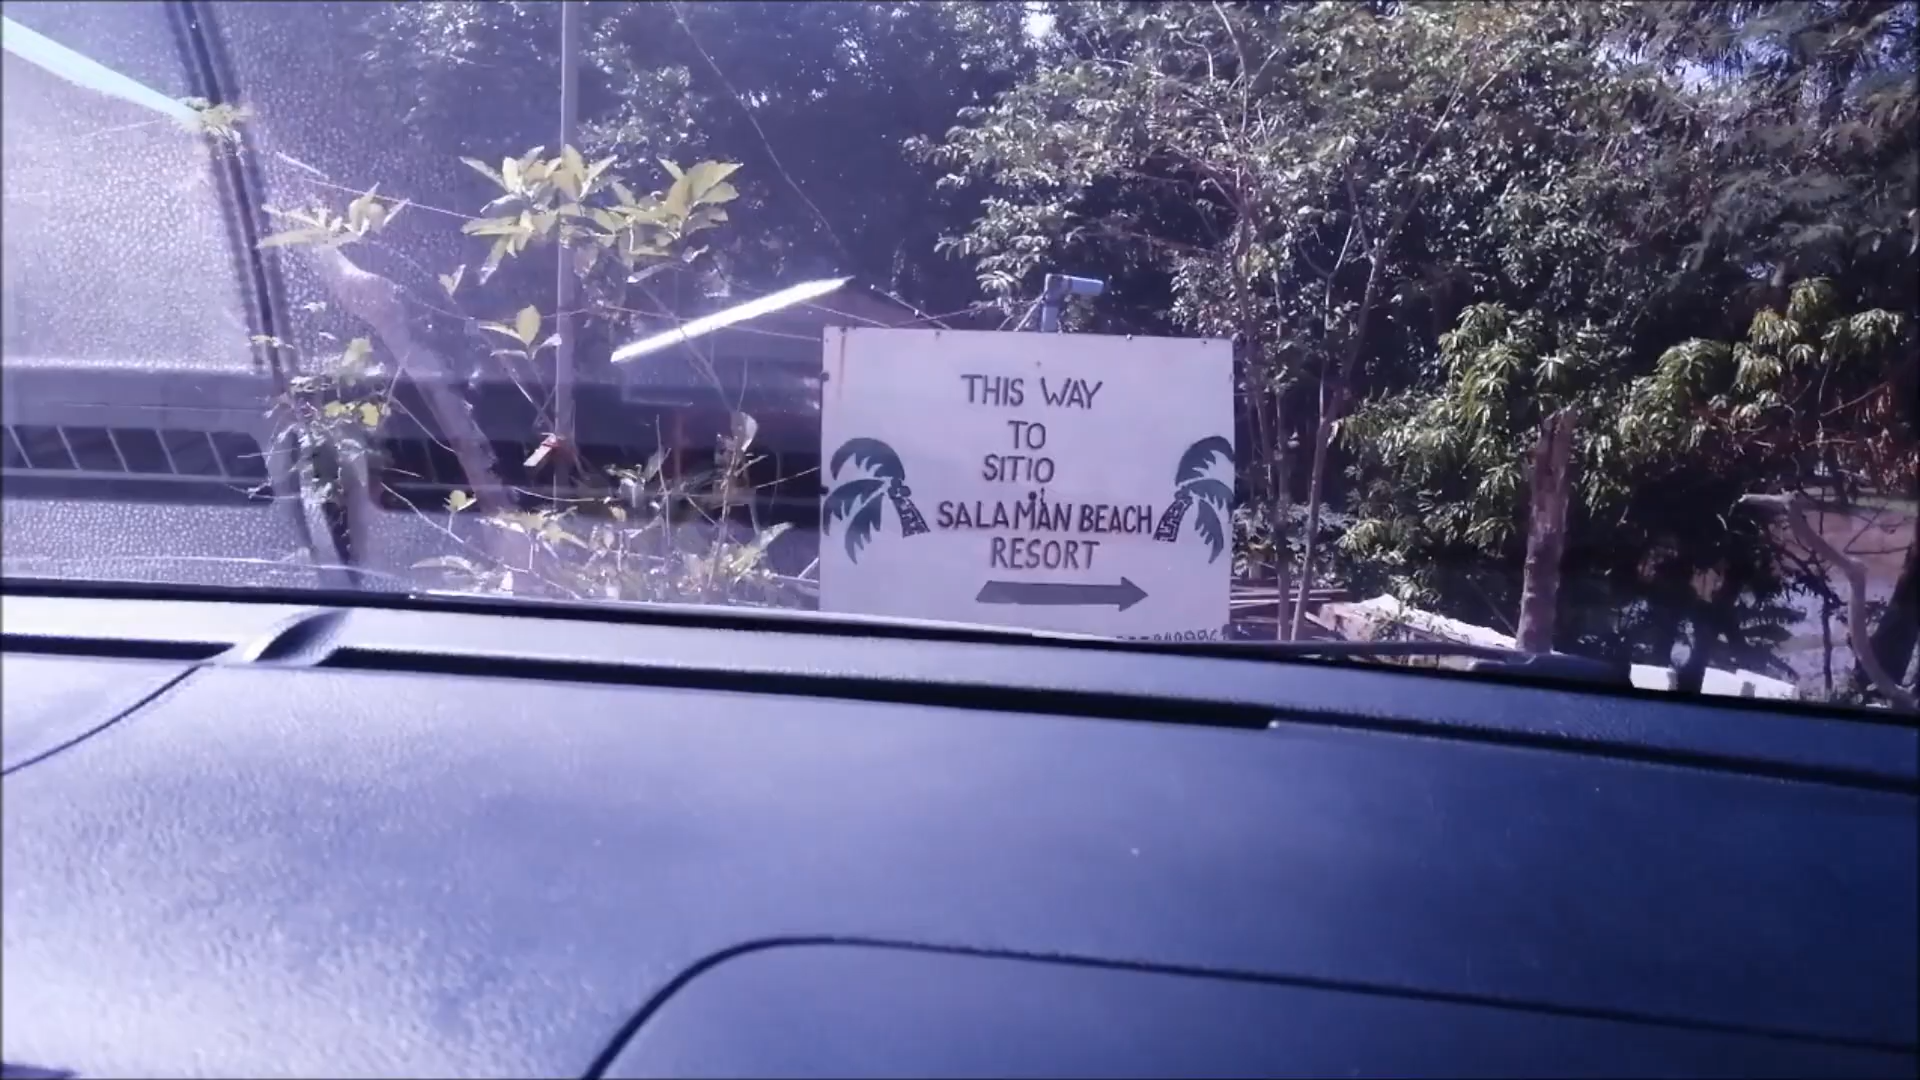 THIS WAY
TO
SITIO
SALAMAN BEACH
RESORT